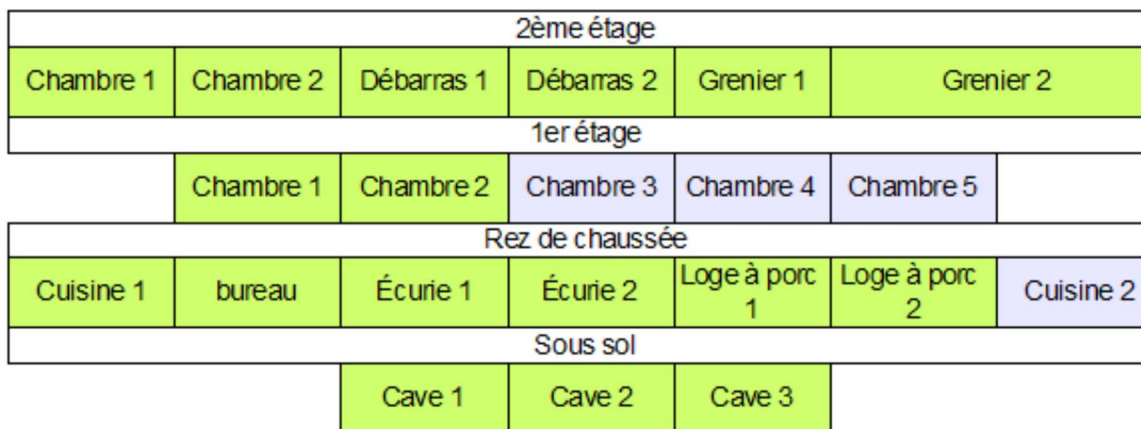 2ème étage
Chambre 1 Chambre 2 Débarras 1 Débarras 2 Grenier 1 Grenier 2
1er étage
Chambre 1 Chambre 2 Chambre 3 Chambre 4 Chambre 5
Rez de chaussée
Cuisine 1 bureau Écurie 1 Écurie 2 Loge à porc 1 Loge à porc 2 Cuisine 2
Sous sol
Cave 1 Cave 2 Cave 3